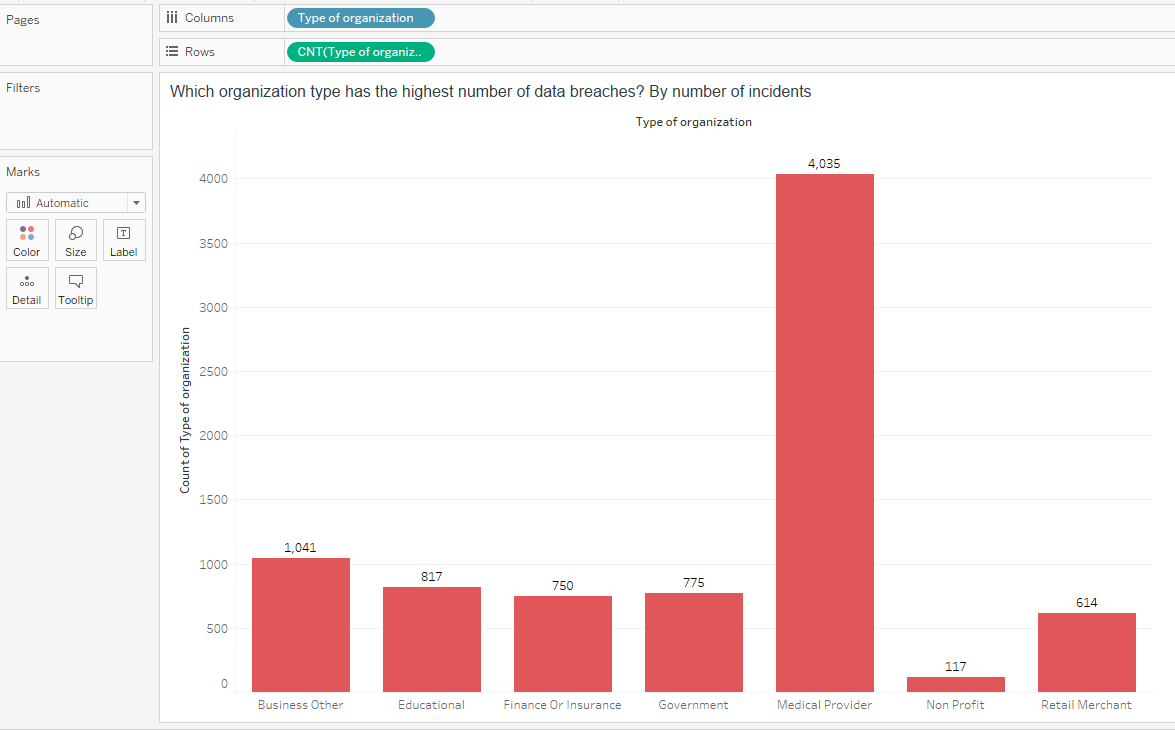 Pages
Columns
Type of organization
Rows
CNT(Type of organiz..
Filters
Marks
Automatic
Color
Size
Label
Detail
Tooltip
Which organization type has the highest number of data breaches? By number of incidents
Type of organization
Count of Type of organization
4000
3500
3000
2500
2000
1500
1000
500
0
1,041
817
750
775
4,035
117
614
Business Other
Educational
Finance Or Insurance
Government
Medical Provider
Non Profit
Retail Merchant